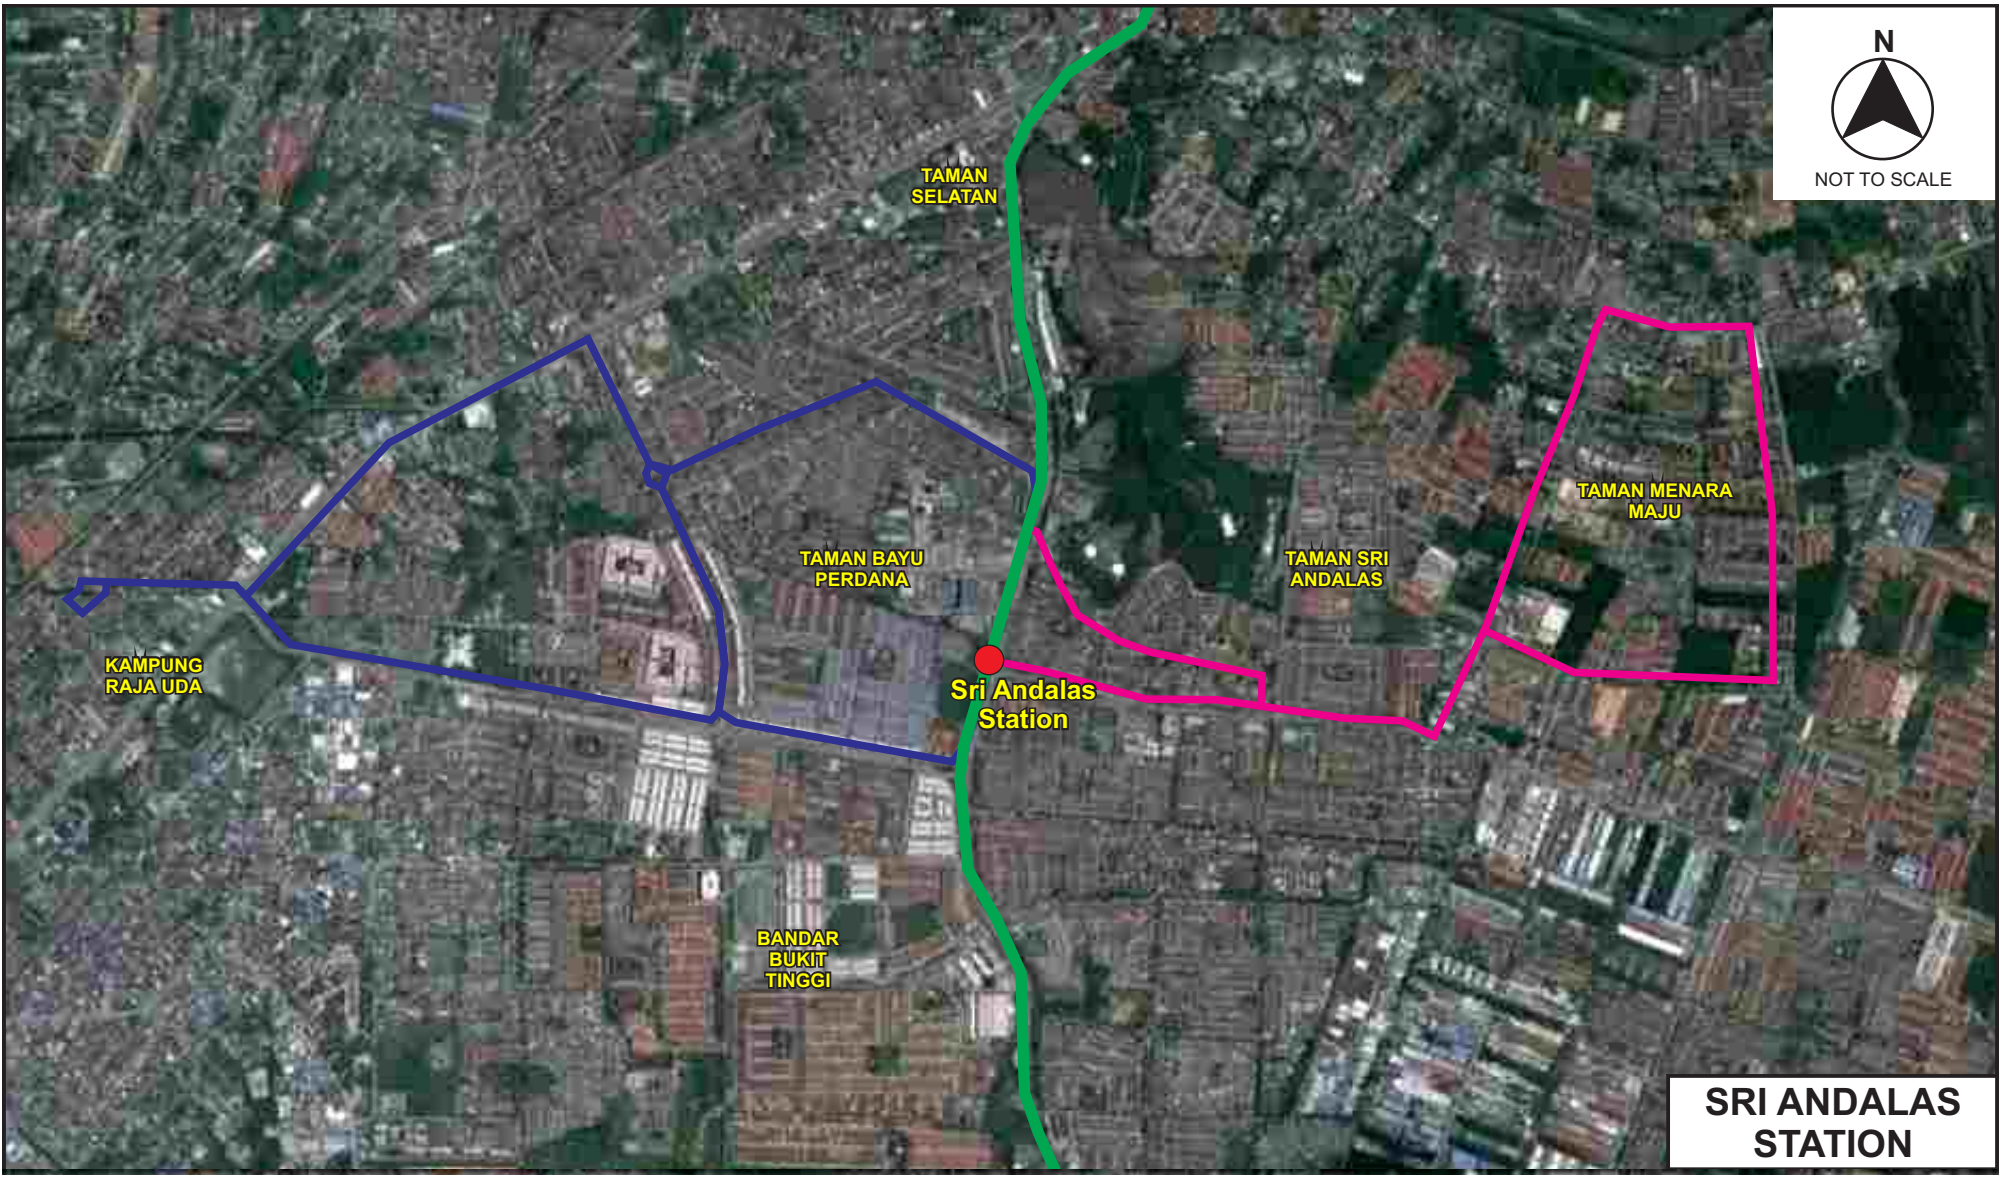 N
NOT TO SCALE
TAMAN
SELATAN
TAMAN MENARA
MAJU
TAMAN BAYU
PERDANA
TAMAN SRI
ANDALAS
KAMPUNG
RAJA UDA
Sri Andalas
Station
BANDAR
BUKIT
TINGGI
SRI ANDALAS
STATION